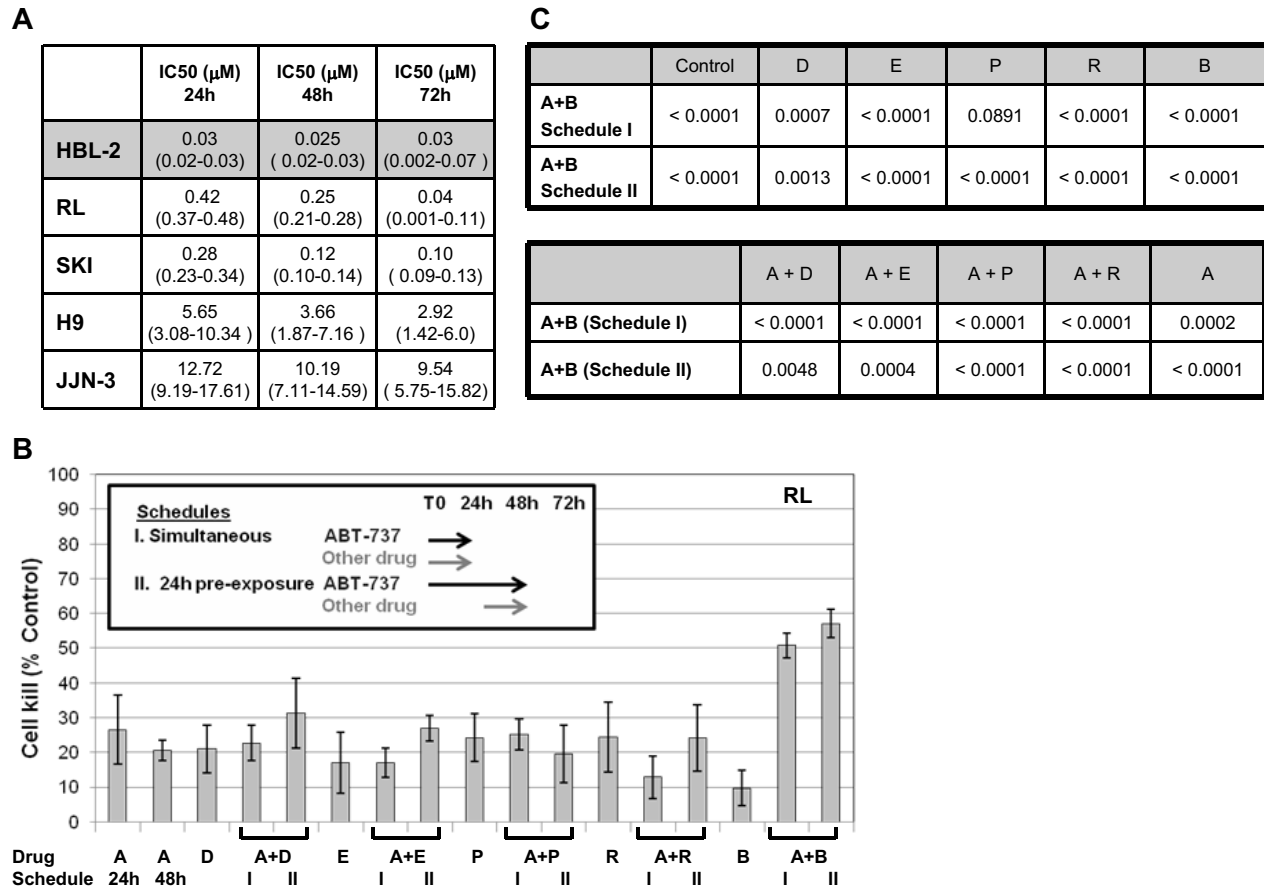 A
IC50 (μM) 24h IC50 (μM) 48h IC50 (μM) 72h
HBL-2 0.03 (0.02-0.03) 0.025 ( 0.02-0.03) 0.03 (0.002-0.07 )
RL 0.42 (0.37-0.48) 0.25 (0.21-0.28) 0.04 (0.001-0.11)
SKI 0.28 (0.23-0.34) 0.12 (0.10-0.14) 0.10 ( 0.09-0.13)
H9 5.65 (3.08-10.34 ) 3.66 (1.87-7.16 ) 2.92 (1.42-6.0)
JJN-3 12.72 (9.19-17.61) 10.19 (7.11-14.59) 9.54 ( 5.75-15.82)
C
Control D E P R B
A+B Schedule I < 0.0001 0.0007 < 0.0001 0.0891 < 0.0001 < 0.0001
A+B Schedule II < 0.0001 0.0013 < 0.0001 < 0.0001 < 0.0001 < 0.0001
A + D A + E A + P A + R A
A+B (Schedule I) < 0.0001 < 0.0001 < 0.0001 < 0.0001 0.0002
A+B (Schedule II) 0.0048 0.0004 < 0.0001 < 0.0001 < 0.0001
B
RL
Cell kill (% Control)
100
90
80
70
60
50
40
30
20
10
0
T0 24h 48h 72h
Schedules
I. Simultaneous ABT-737
Other drug
II. 24h pre-exposure ABT-737
Other drug
Drug A A D A+D E A+E P A+P R A+R B A+B
Schedule 24h 48h I II I II I II I II I II